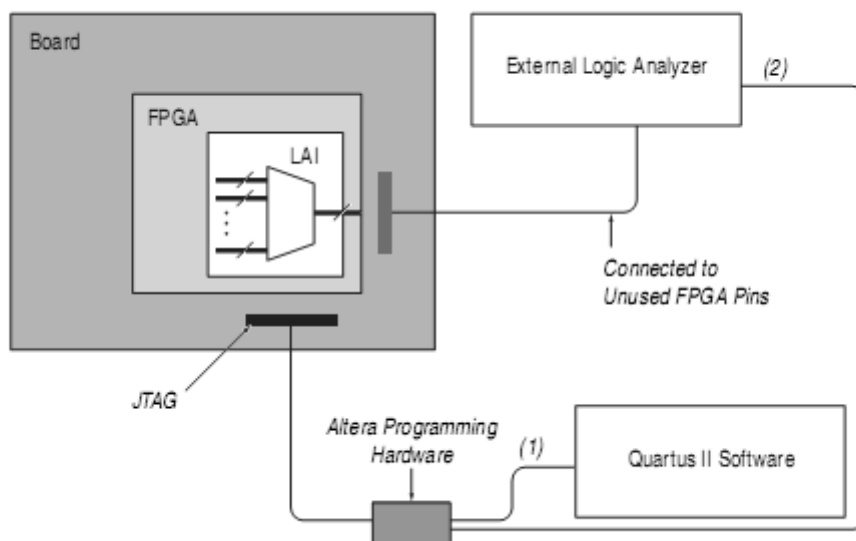 Board
External Logic Analyzer
(2)
FPGA
LAI
Connected to
Unused FPGA Pins
JTAG
Altera Programming
Hardware
(1)
Quartus II Software